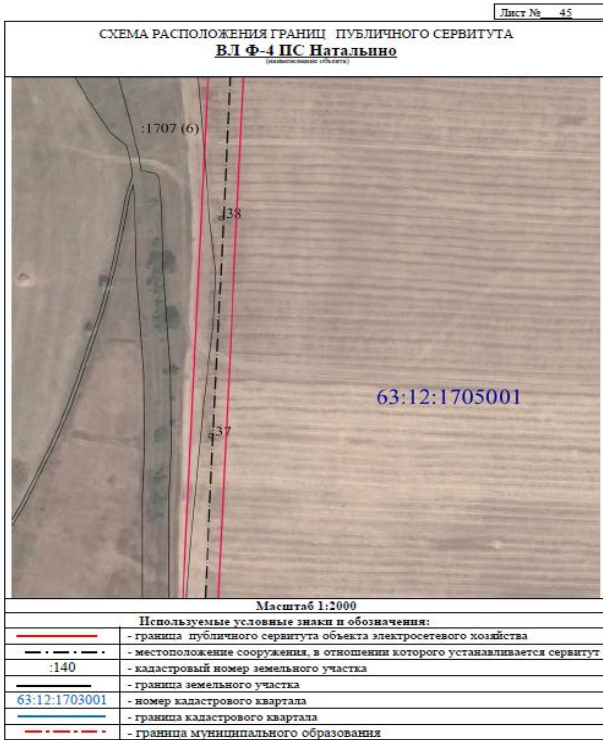 Лист № 45
СХЕМА РАСПОЛОЖЕНИЯ ГРАНИЦ ПУБЛИЧНОГО СЕРВИТУТА
ВЛ Ф-4 ПС Натальино
(наименование объекта)
:1707 (6)
38
63:12:1705001
37
Масштаб 1:2000
Используемые условные знаки и обозначения:
- граница публичного сервитута объекта электросетевого хозяйства
- местоположение сооружения, в отношении которого устанавливается сервитут
:140 - кадастровый номер земельного участка
- граница земельного участка
63:12:1703001 - номер кадастрового квартала
- граница кадастрового квартала
- граница муниципального образования